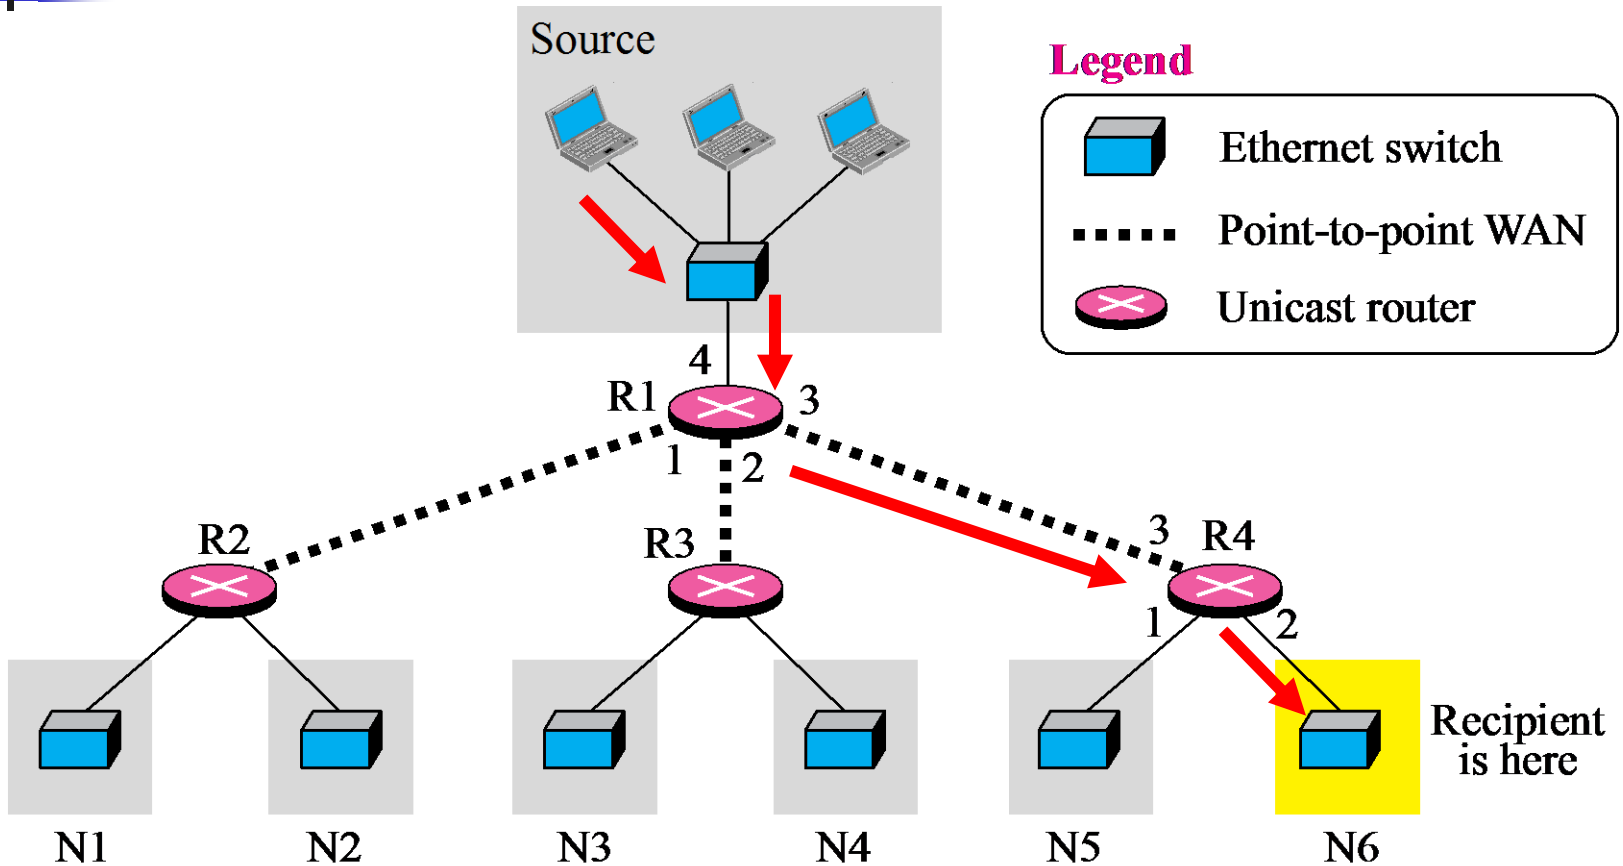 Source
Legend
Ethernet switch
Point-to-point WAN
Unicast router
4
R1
3
1
2
R2
R3
3
R4
1
2
Recipient
is here
N1
N2
N3
N4
N5
N6